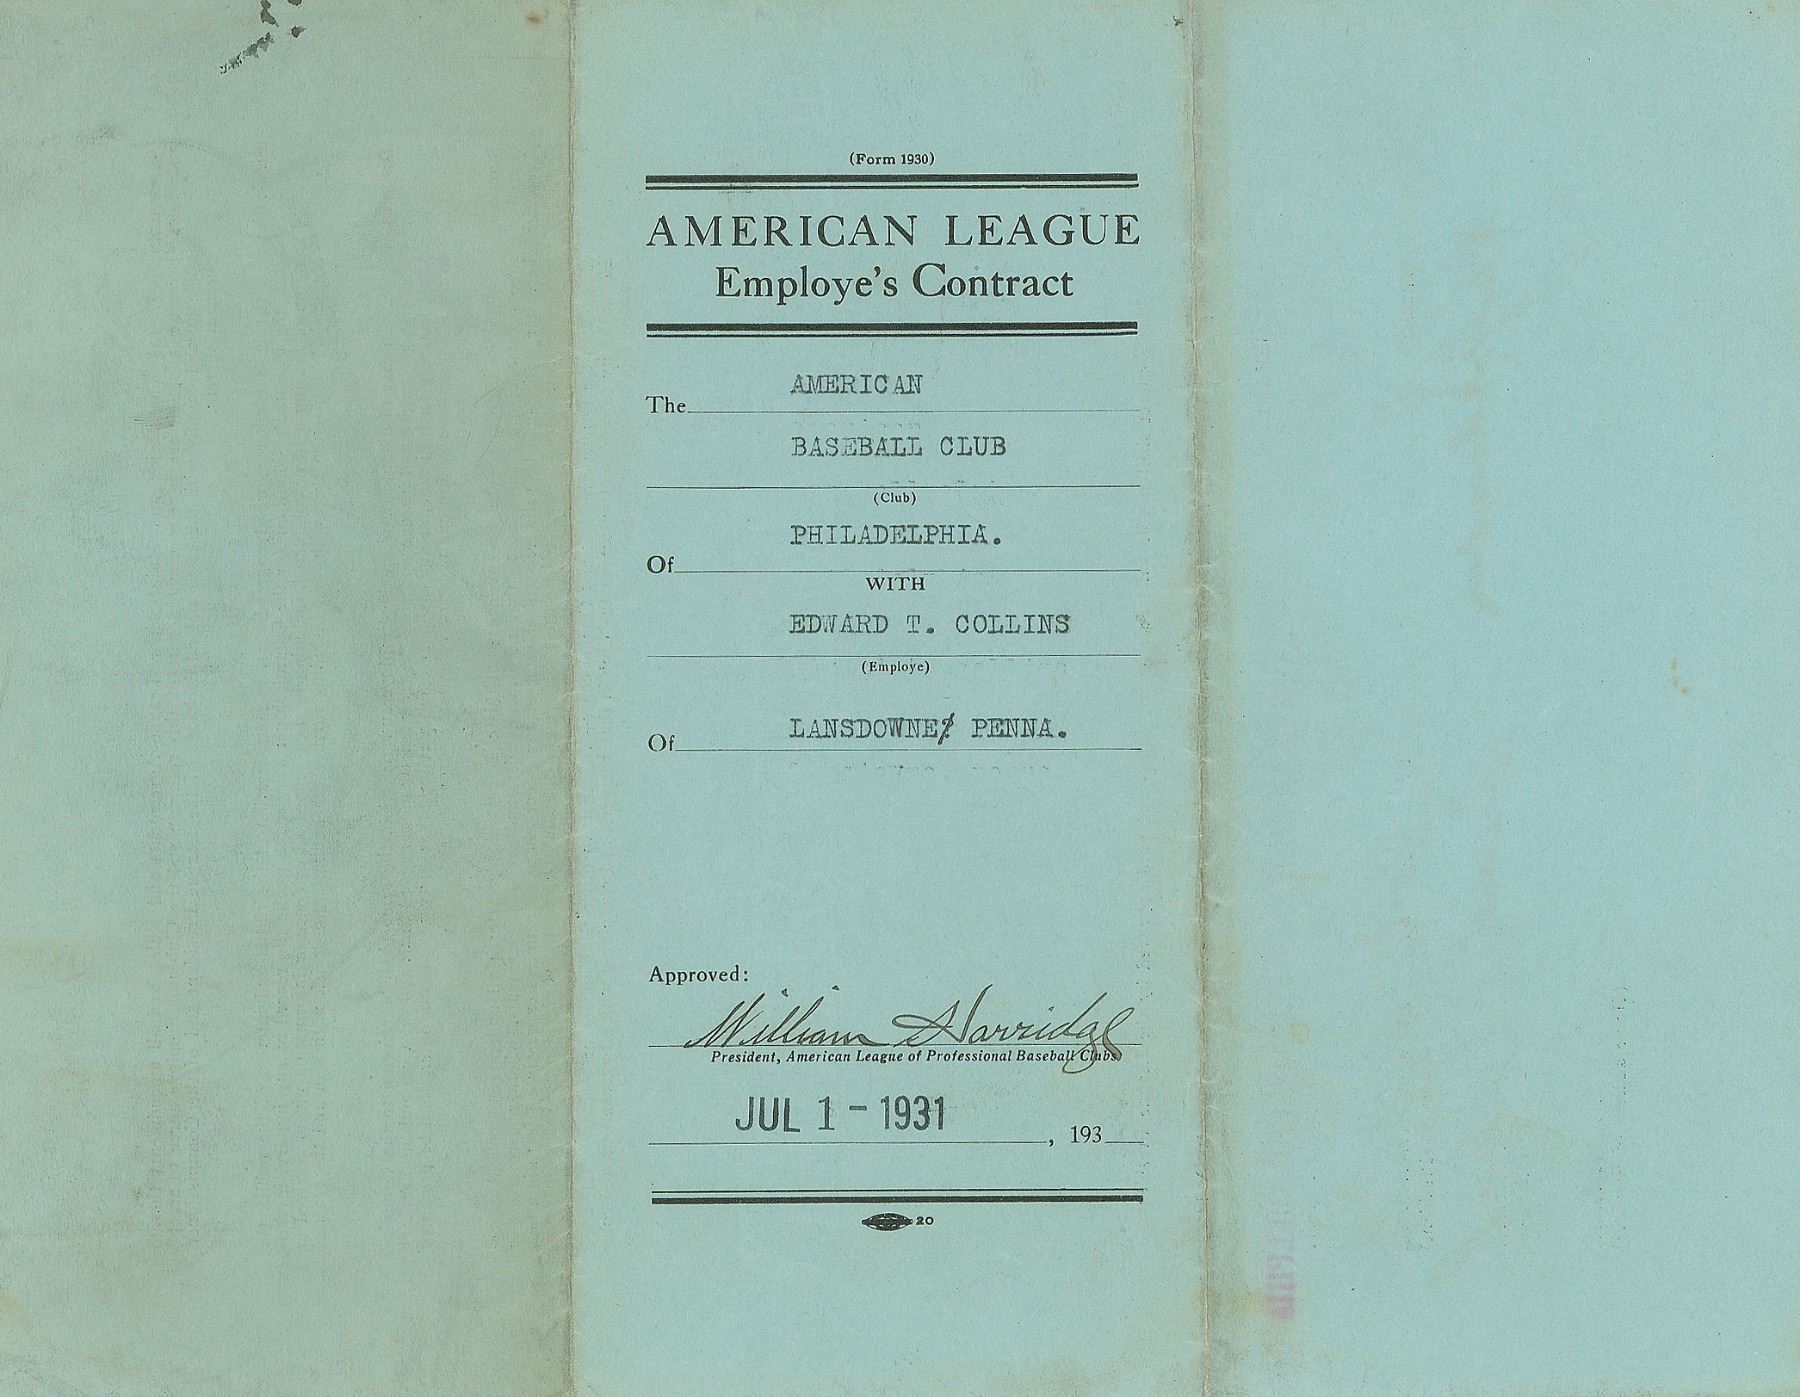 (Form 1930)
AMERICAN LEAGUE
Employe's Contract
AMERICAN
The
BASEBALL CLUB
(Club)
PHILADELPHIA.
Of
WITH
EDWARD T. COLLINS
(Employe)
LANSDOWNE, PENNA.
Of
Approved:
William Harridge
President, American League of Professional Baseball Clubs
JUL 1 - 1931
, 193
20